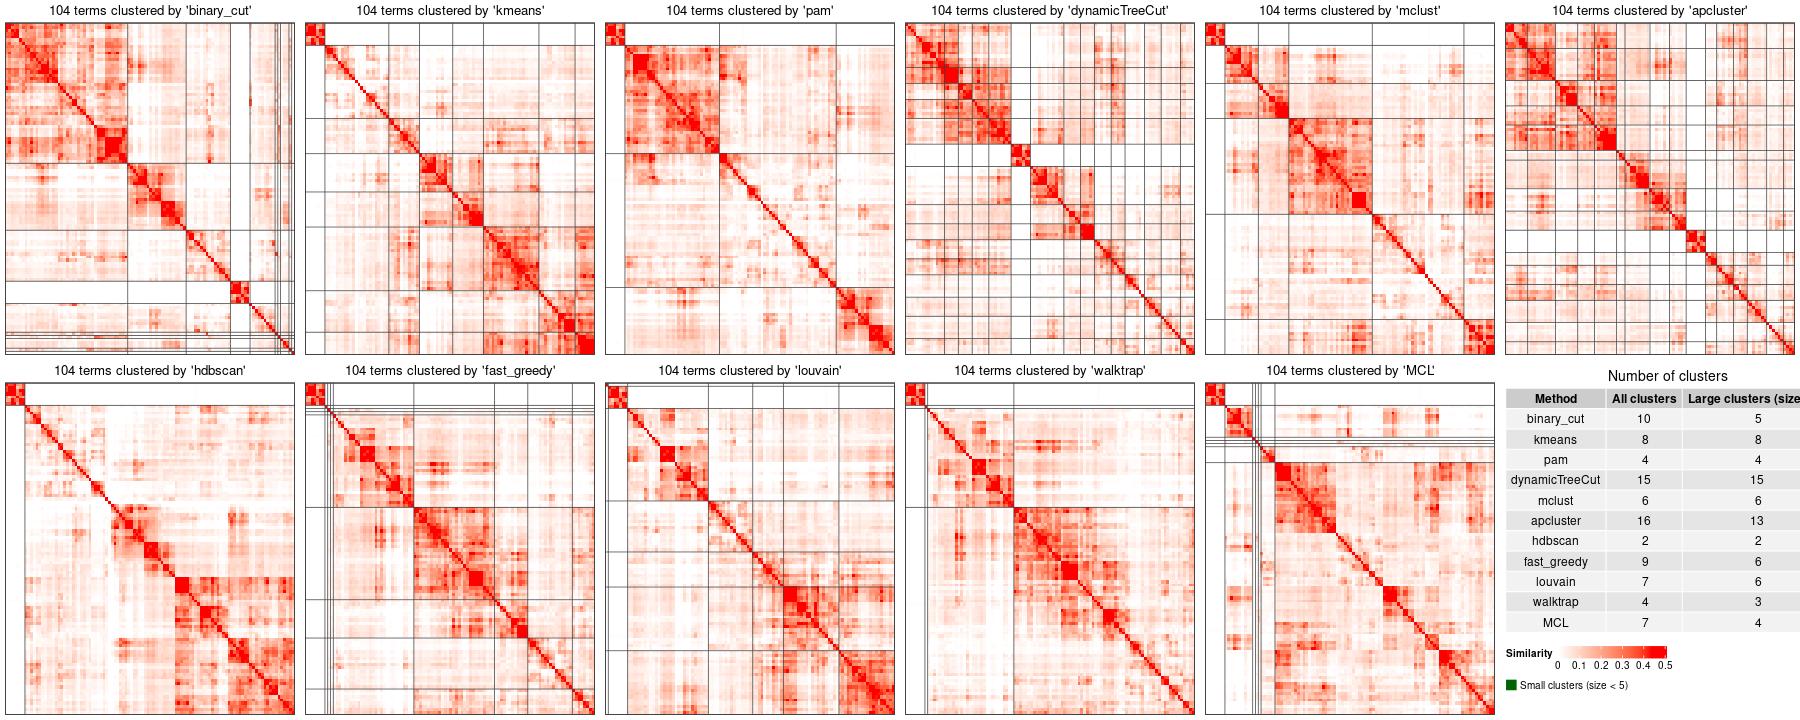 104 terms clustered by 'binary_cut'
104 terms clustered by 'kmeans'
104 terms clustered by 'pam'
104 terms clustered by 'dynamicTreeCut'
104 terms clustered by 'mclust'
104 terms clustered by 'apcluster'
104 terms clustered by 'hdbscan'
104 terms clustered by 'fast_greedy'
104 terms clustered by 'louvain'
104 terms clustered by 'walktrap'
104 terms clustered by 'MCL'
Number of clusters
Method All clusters Large clusters (size
binary_cut 10 5
kmeans 8 8
pam 4 4
dynamicTreeCut 15 15
mclust 6 6
apcluster 16 13
hdbscan 2 2
fast_greedy 9 6
louvain 7 6
walktrap 4 3
MCL 7 4
Similarity
0 0.1 0.2 0.3 0.4 0.5
Small clusters (size < 5)